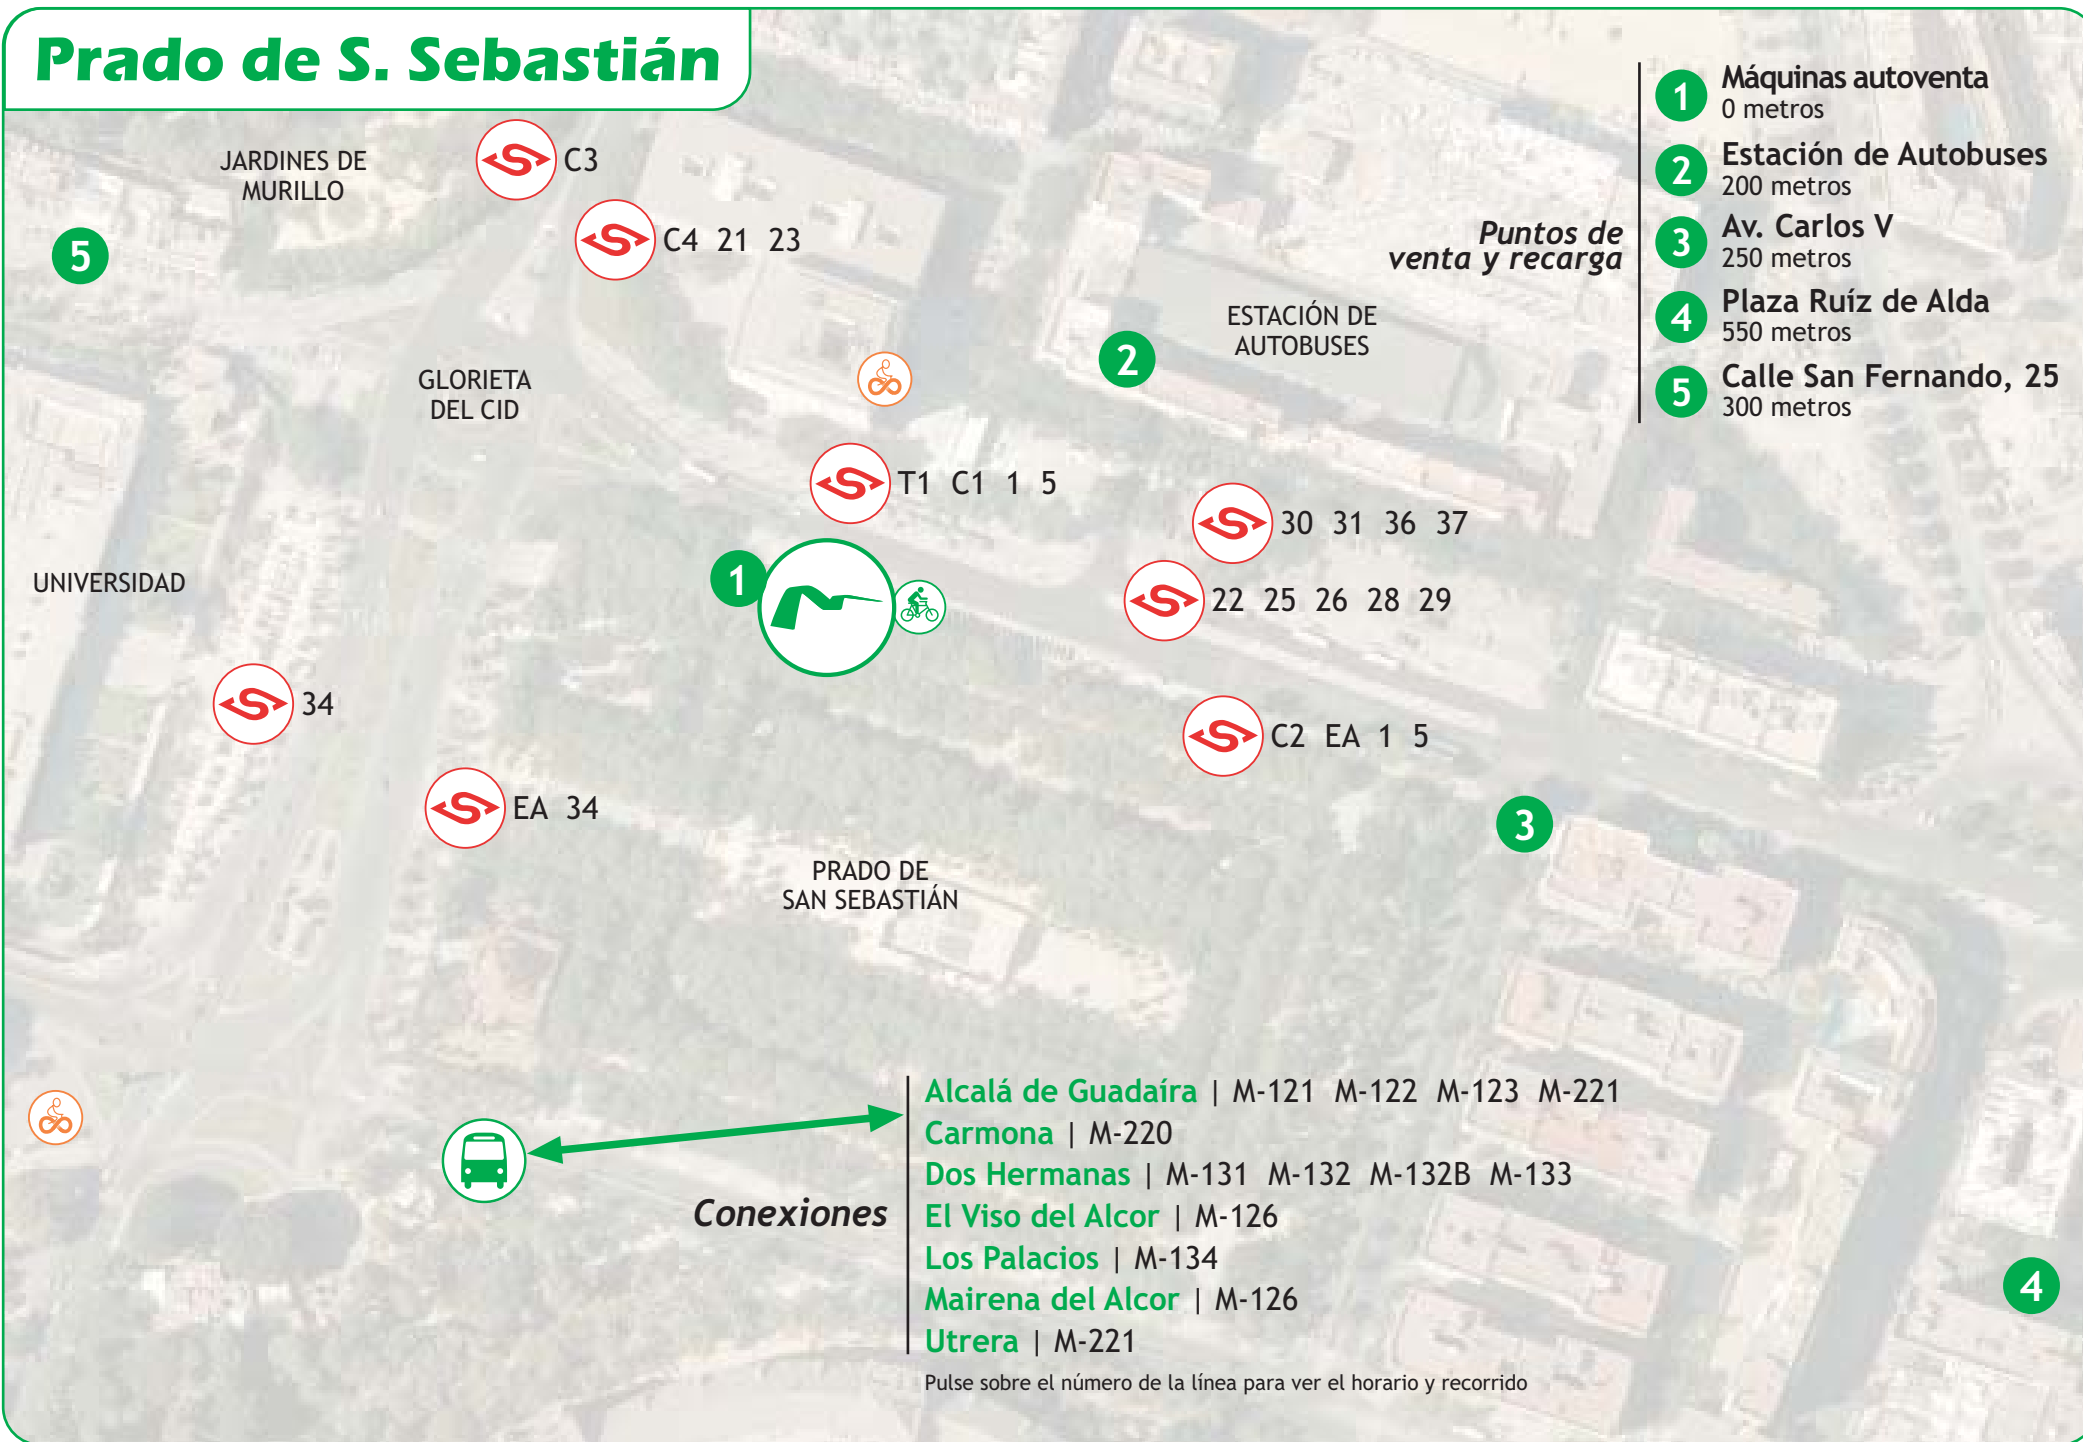 Prado de S. Sebastián
JARDINES DE
MURILLO
C3
C4 21 23
5
GLORIETA
DEL CID
ESTACIÓN DE
AUTOBUSES
2
Puntos de
venta y recarga
1 Máquinas autoventa
0 metros
2 Estación de Autobuses
200 metros
3 Av. Carlos V
250 metros
4 Plaza Ruíz de Alda
550 metros
5 Calle San Fernando, 25
300 metros
T1 C1 1 5
30 31 36 37
1
22 25 26 28 29
UNIVERSIDAD
34
C2 EA 1 5
EA 34
3
PRADO DE
SAN SEBASTIÁN
Conexiones
Alcalá de Guadaíra | M-121 M-122 M-123 M-221
Carmona | M-220
Dos Hermanas | M-131 M-132 M-132B M-133
El Viso del Alcor | M-126
Los Palacios | M-134
Mairena del Alcor | M-126
Utrera | M-221
Pulse sobre el número de la línea para ver el horario y recorrido
4